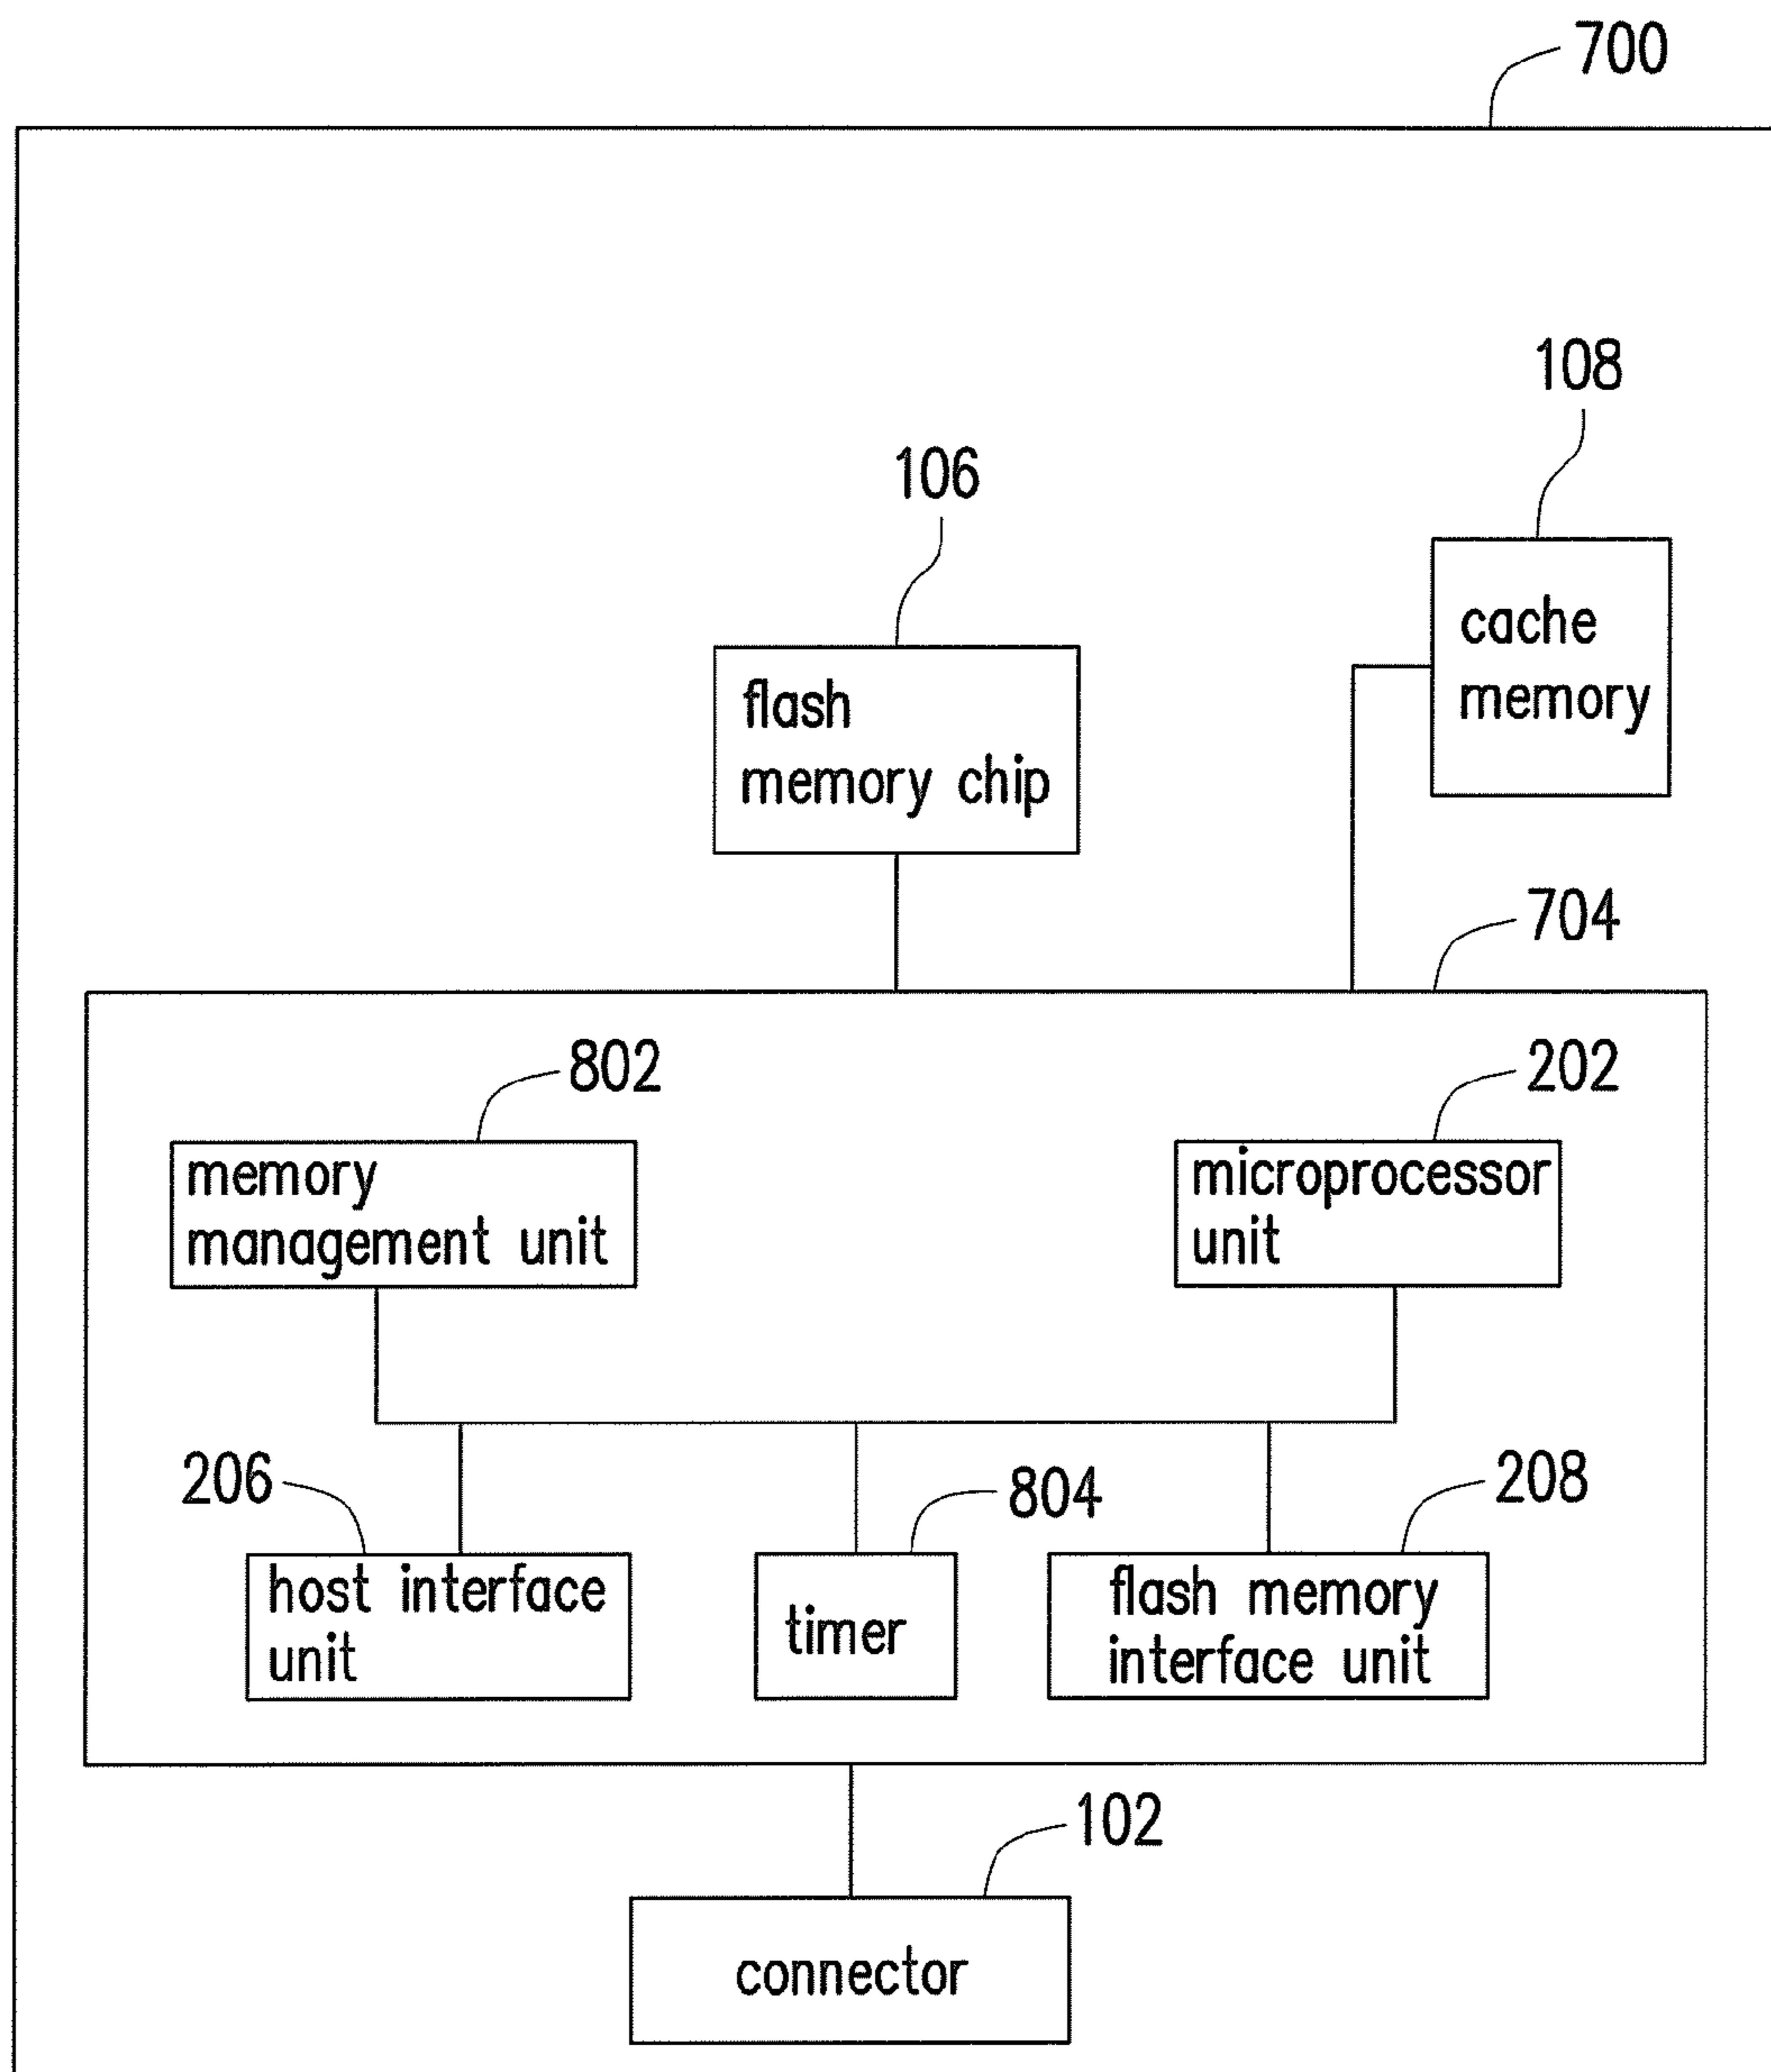 700
108
106
cache
memory
flash
memory chip
704
802
202
memory
management unit
microprocessor
unit
206
804
208
host interface
unit
timer
flash memory
interface unit
102
connector